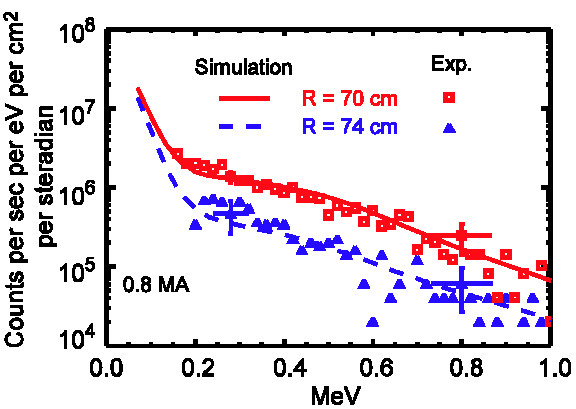 Counts per sec per eV per cm2
per steradian
10^8
10^7
10^6
10^5
10^4
Simulation Exp.
R = 70 cm
R = 74 cm
0.8 MA
0.0 0.2 0.4 0.6 0.8 1.0
MeV